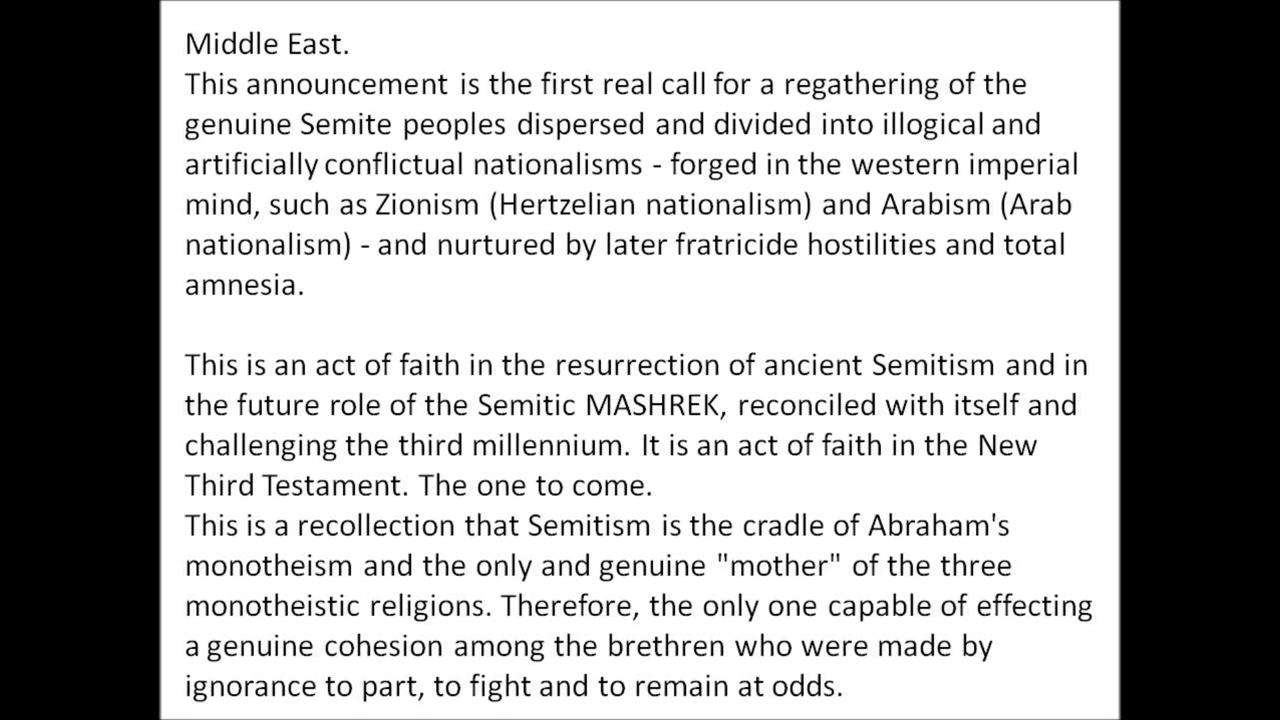 Middle East.
This announcement is the first real call for a regathering of the
genuine Semite peoples dispersed and divided into illogical and
artificially conflictual nationalisms - forged in the western imperial
mind, such as Zionism (Hertzelian nationalism) and Arabism (Arab
nationalism) - and nurtured by later fratricide hostilities and total
amnesia.
This is an act of faith in the resurrection of ancient Semitism and in
the future role of the Semitic MASHREK, reconciled with itself and
challenging the third millennium. It is an act of faith in the New
Third Testament. The one to come.
This is a recollection that Semitism is the cradle of Abraham's
monotheism and the only and genuine "mother" of the three
monotheistic religions. Therefore, the only one capable of effecting
a genuine cohesion among the brethren who were made by
ignorance to part, to fight and to remain at odds.